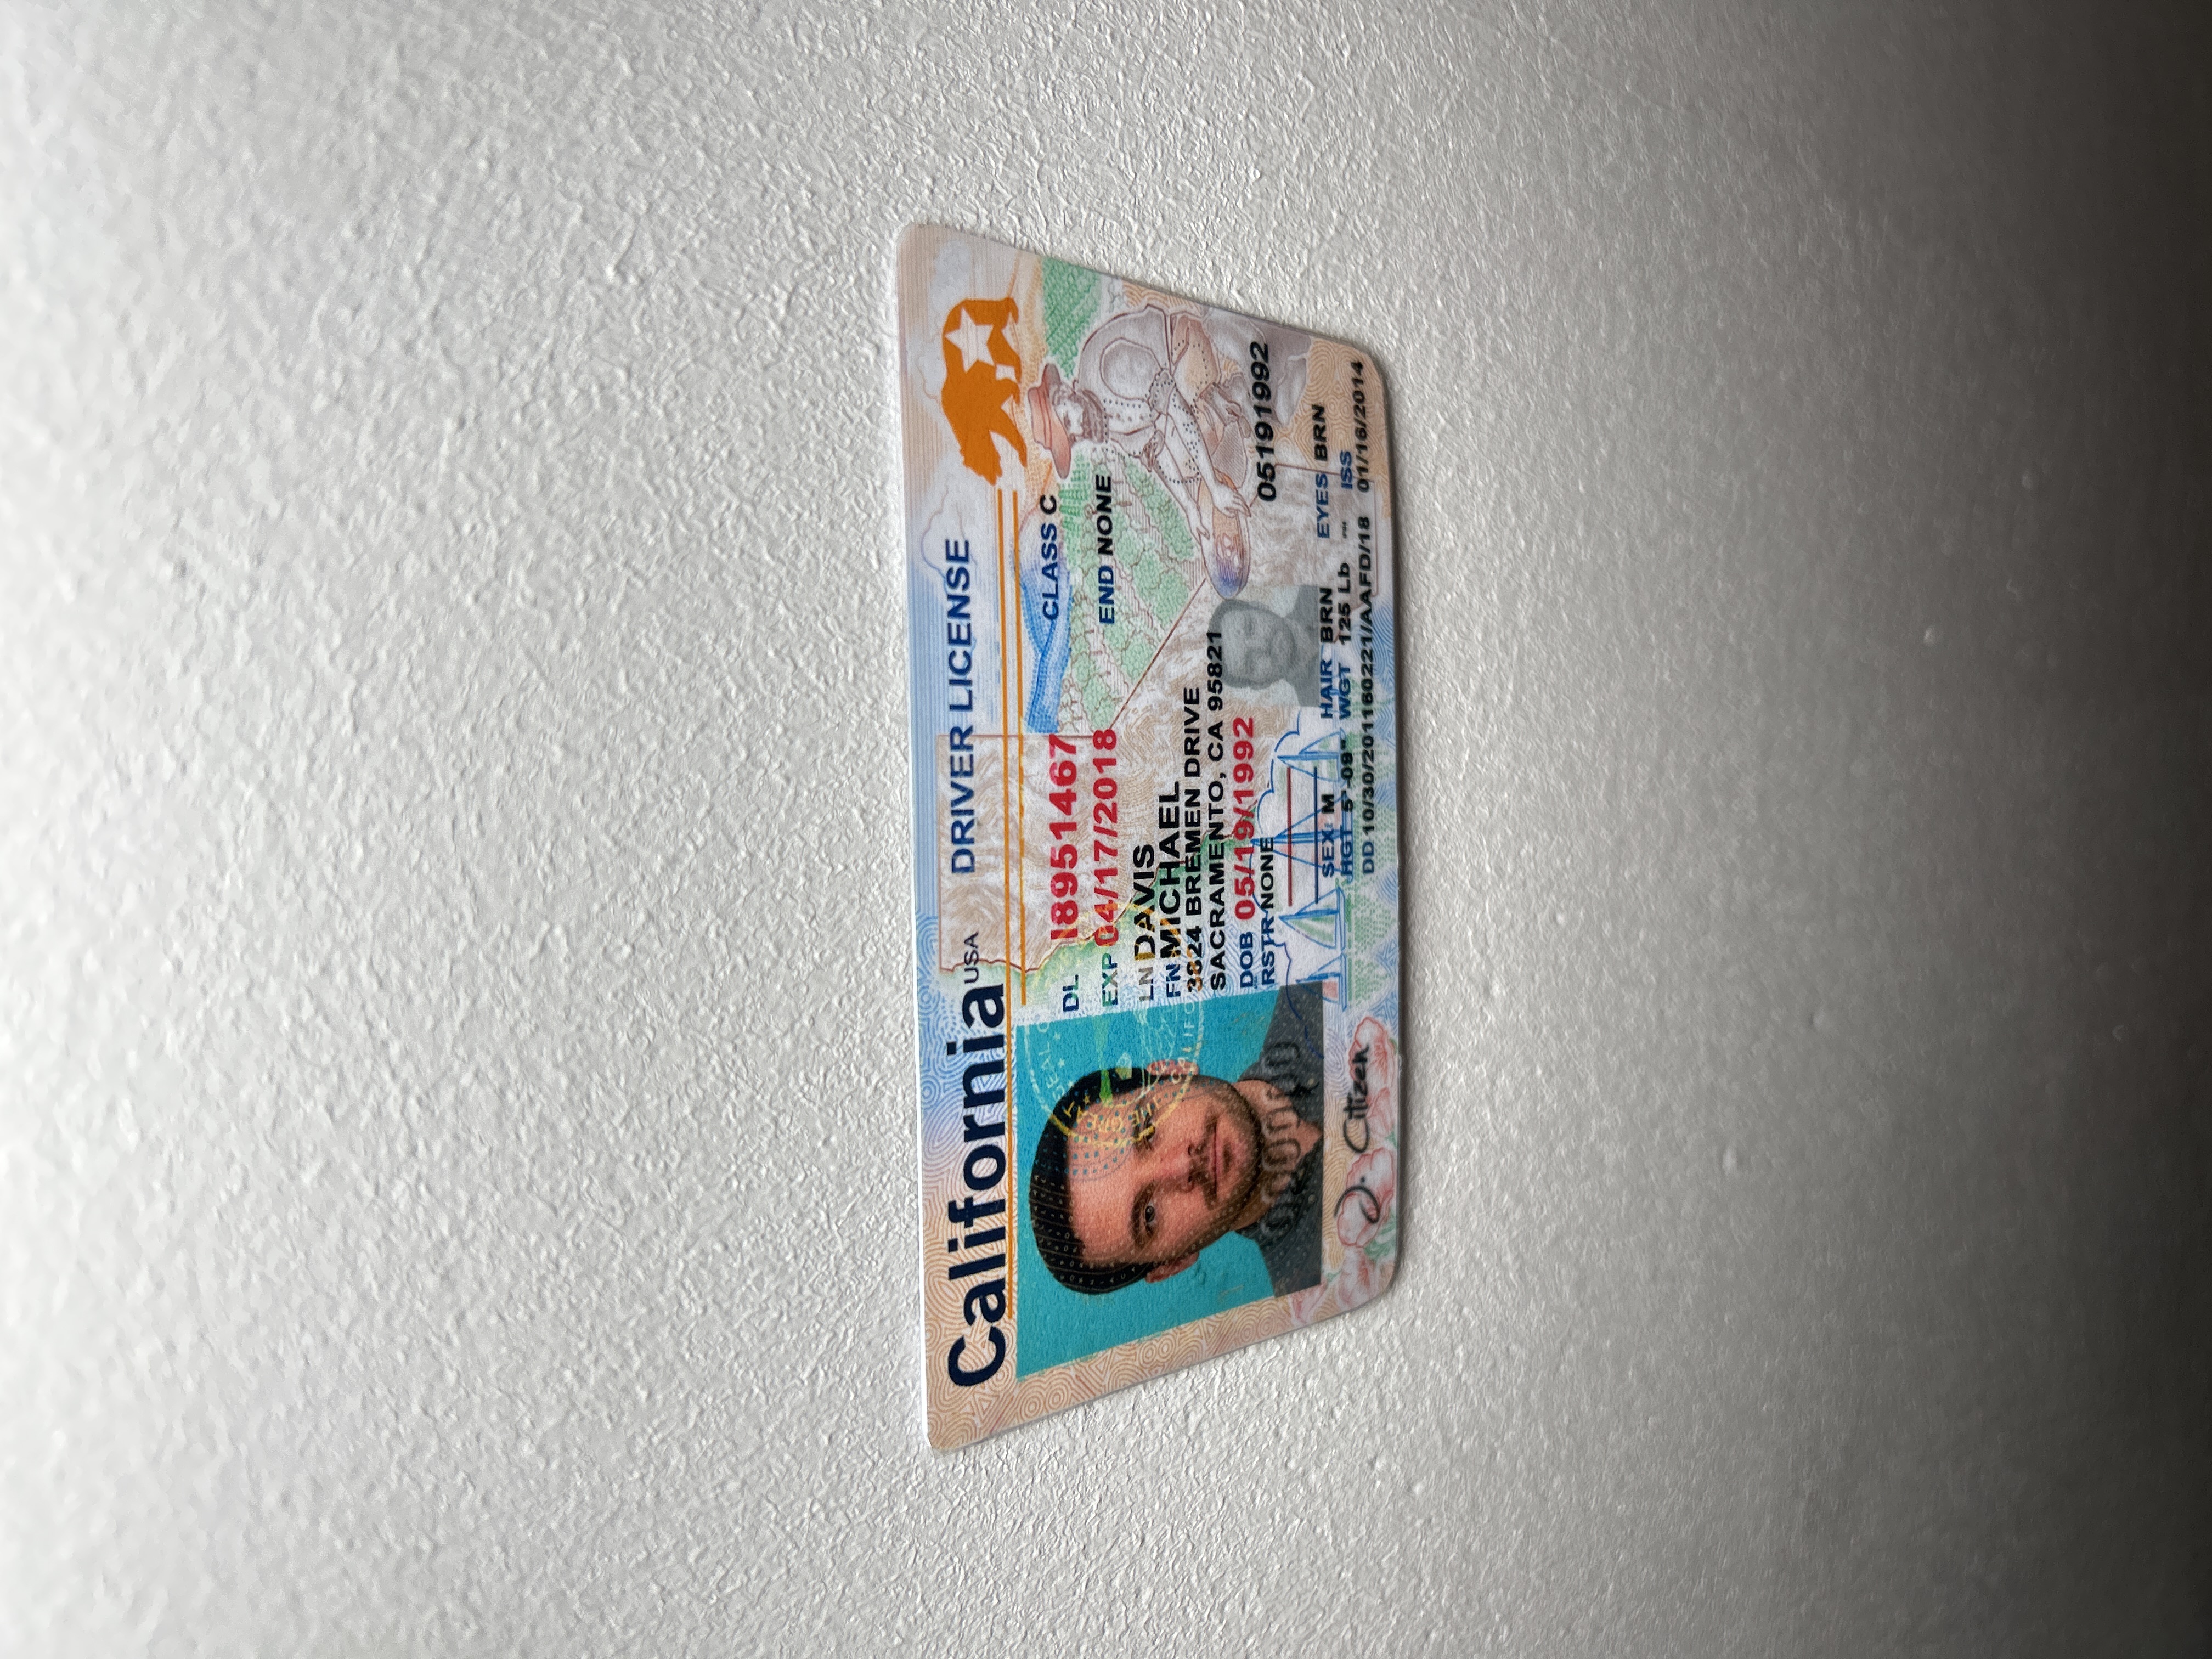 California USA DRIVER LICENSE
DL I8951467 CLASS C
EXP 04/17/2018 END NONE
LN DAVIS
FN MICHAEL
3824 BREMEN DRIVE
SACRAMENTO, CA 95821
DOB 05/19/1992
RSTR NONE 05191992
SEX M HAIR BRN EYES BRN
HGT 5'-09" WGT 125 Lb ISS
DD 10/30/201160221/AAFD/18 01/16/2014
J. Citizen